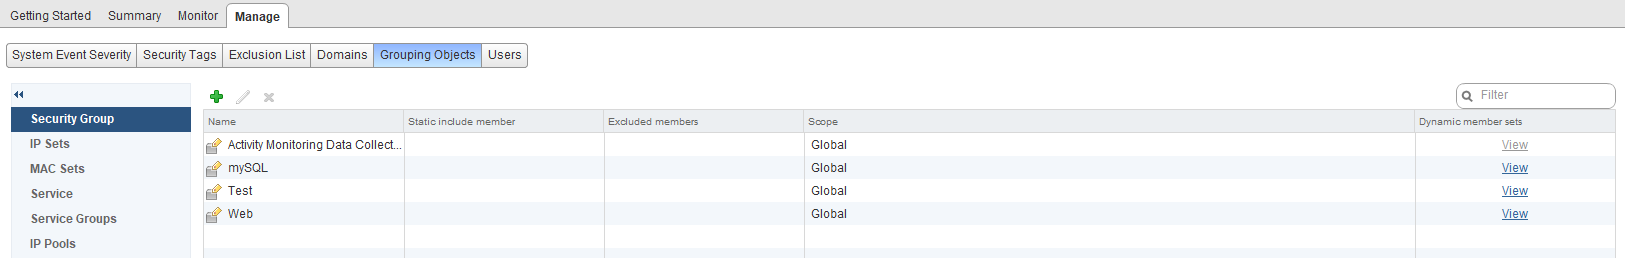 Getting Started Summary Monitor Manage
System Event Severity Security Tags Exclusion List Domains Grouping Objects Users
Filter
Security Group
IP Sets
MAC Sets
Service
Service Groups
IP Pools
Name Static include member Excluded members Scope Dynamic member sets
Activity Monitoring Data Collect... Global View
mySQL Global View
Test Global View
Web Global View